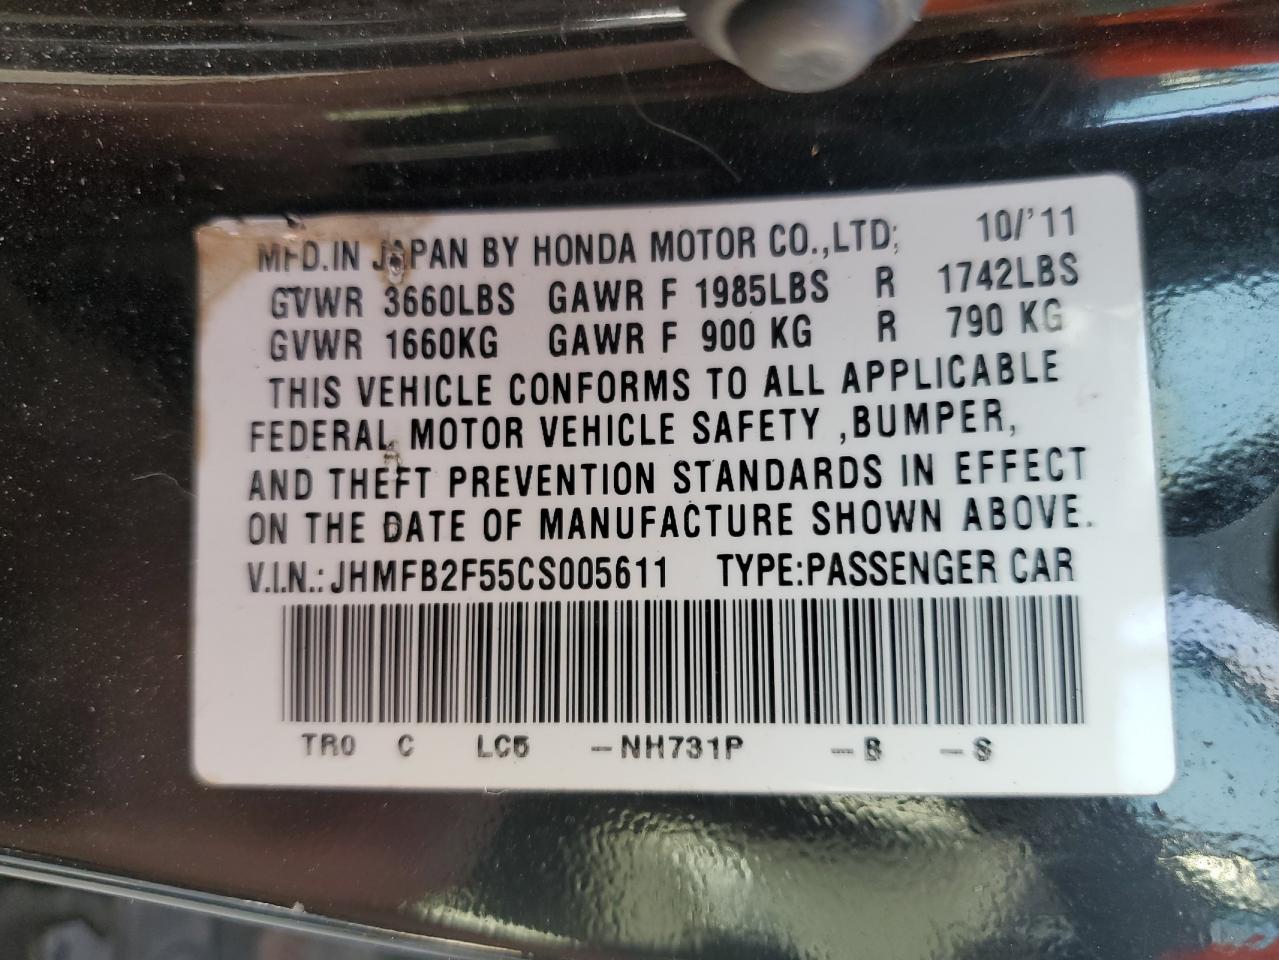 MFD.IN JAPAN BY HONDA MOTOR CO.,LTD; 10/'11
GVWR 3660LBS GAWR F 1985LBS R 1742LBS
GVWR 1660KG GAWR F 900 KG R 790 KG
THIS VEHICLE CONFORMS TO ALL APPLICABLE
FEDERAL MOTOR VEHICLE SAFETY ,BUMPER,
AND THEFT PREVENTION STANDARDS IN EFFECT
ON THE DATE OF MANUFACTURE SHOWN ABOVE.
V.I.N.: JHMFB2F55CS005611 TYPE:PASSENGER CAR
TR0 C LC5 -NH731P -B -S